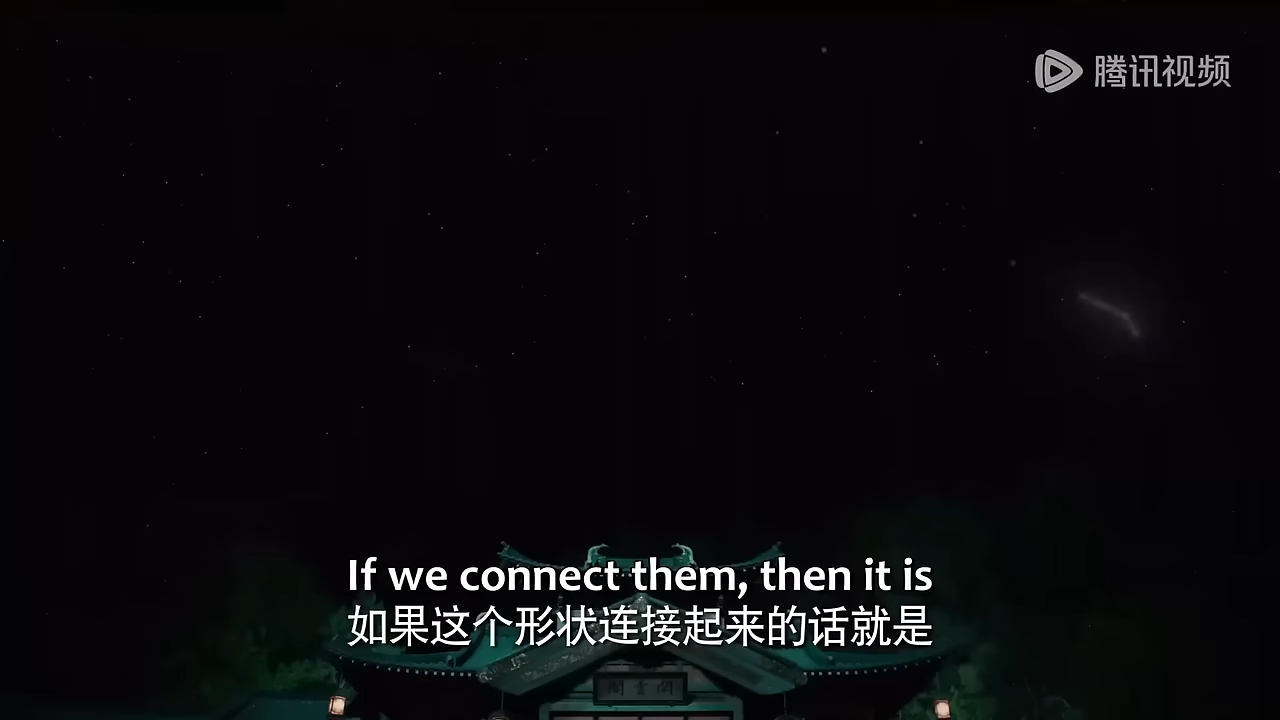 腾讯视频
If we connect them, then it is
如果这个形状连接起来的话就是